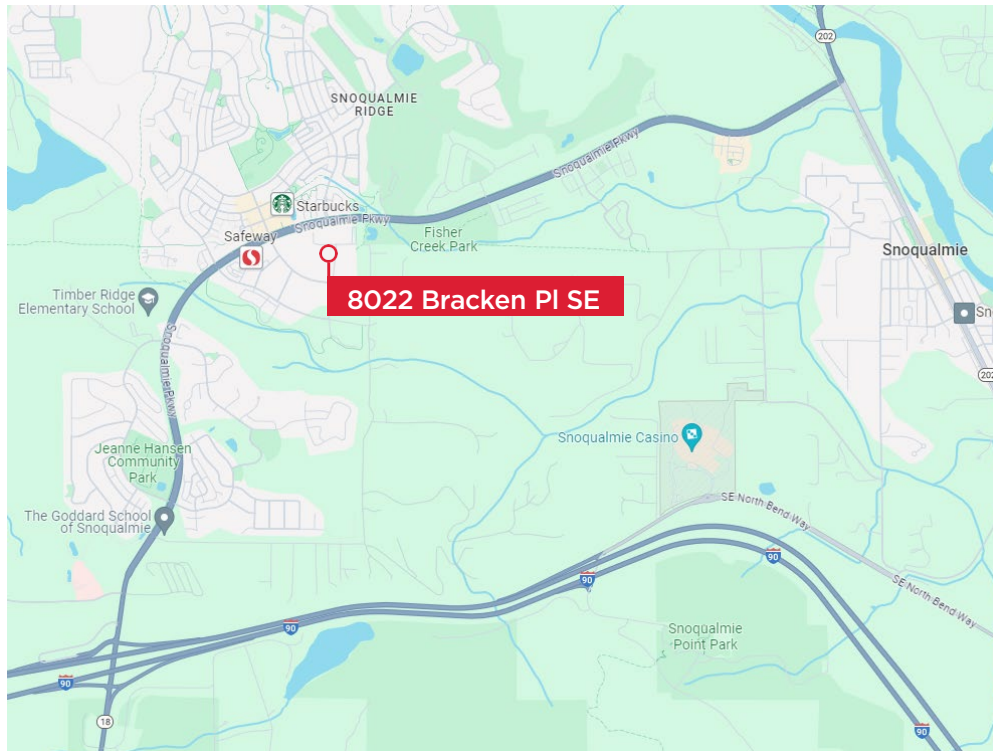 202
SNOQUALMIE
RIDGE
Snoqualmie Pkwy
Starbucks
Snoqualmie Pkwy
Fisher
Creek Park
Safeway
Snoqualmie
8022 Bracken Pl SE
Timber Ridge
Elementary School
Sno
Snoqualmie Pkwy
202
Snoqualmie Casino
Jeanne Hansen
Community
Park
SE North Bend Way
The Goddard School
of Snoqualmie
90
90
SE North Bend Way
90
Snoqualmie
Point Park
90
18
90